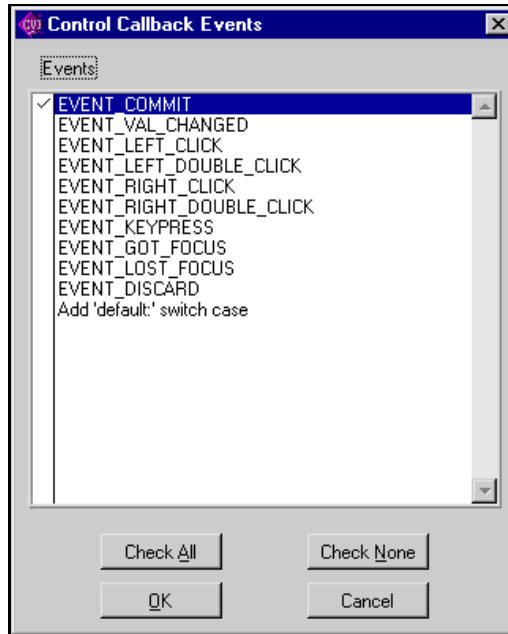 CVI Control Callback Events
Events
EVENT_COMMIT
EVENT_VAL_CHANGED
EVENT_LEFT_CLICK
EVENT_LEFT_DOUBLE_CLICK
EVENT_RIGHT_CLICK
EVENT_RIGHT_DOUBLE_CLICK
EVENT_KEYPRESS
EVENT_GOT_FOCUS
EVENT_LOST_FOCUS
EVENT_DISCARD
Add 'default:' switch case
Check All Check None
OK Cancel